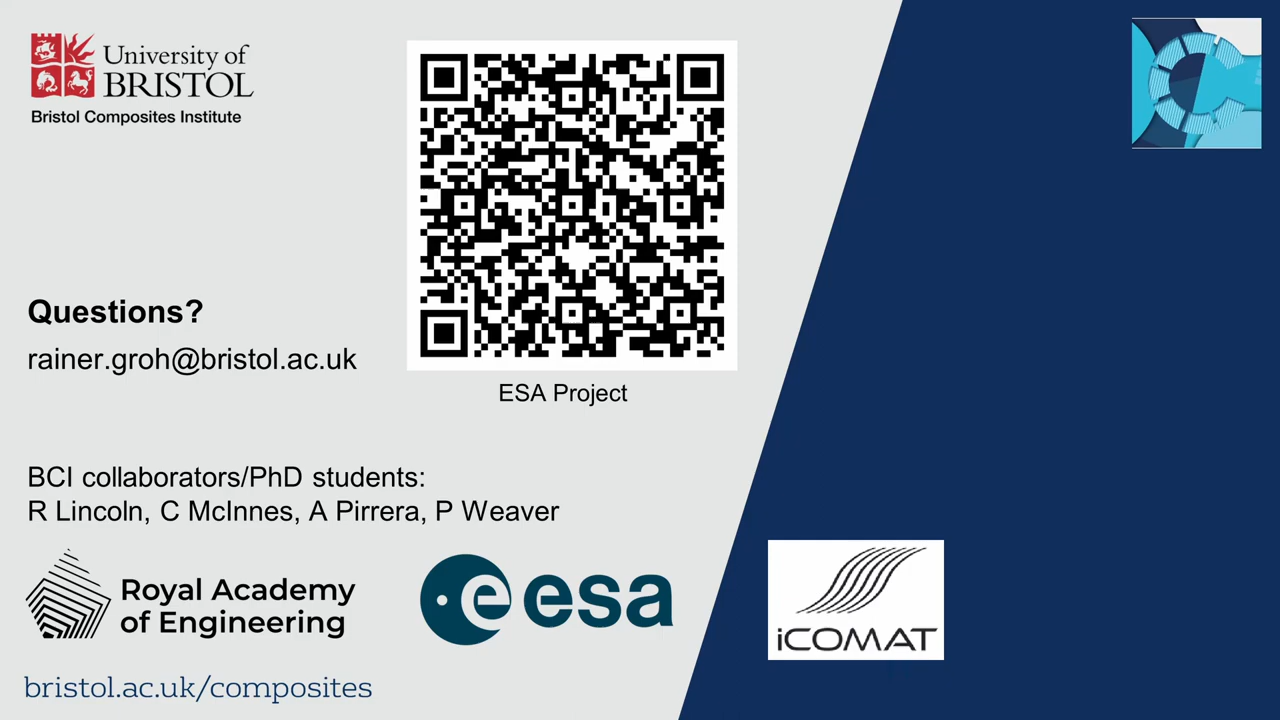 University of
BRISTOL
Bristol Composites Institute
Questions?
rainer.groh@bristol.ac.uk
ESA Project
BCI collaborators/PhD students:
R Lincoln, C McInnes, A Pirrera, P Weaver
Royal Academy
of Engineering
esa
iCOMAT
bristol.ac.uk/composites